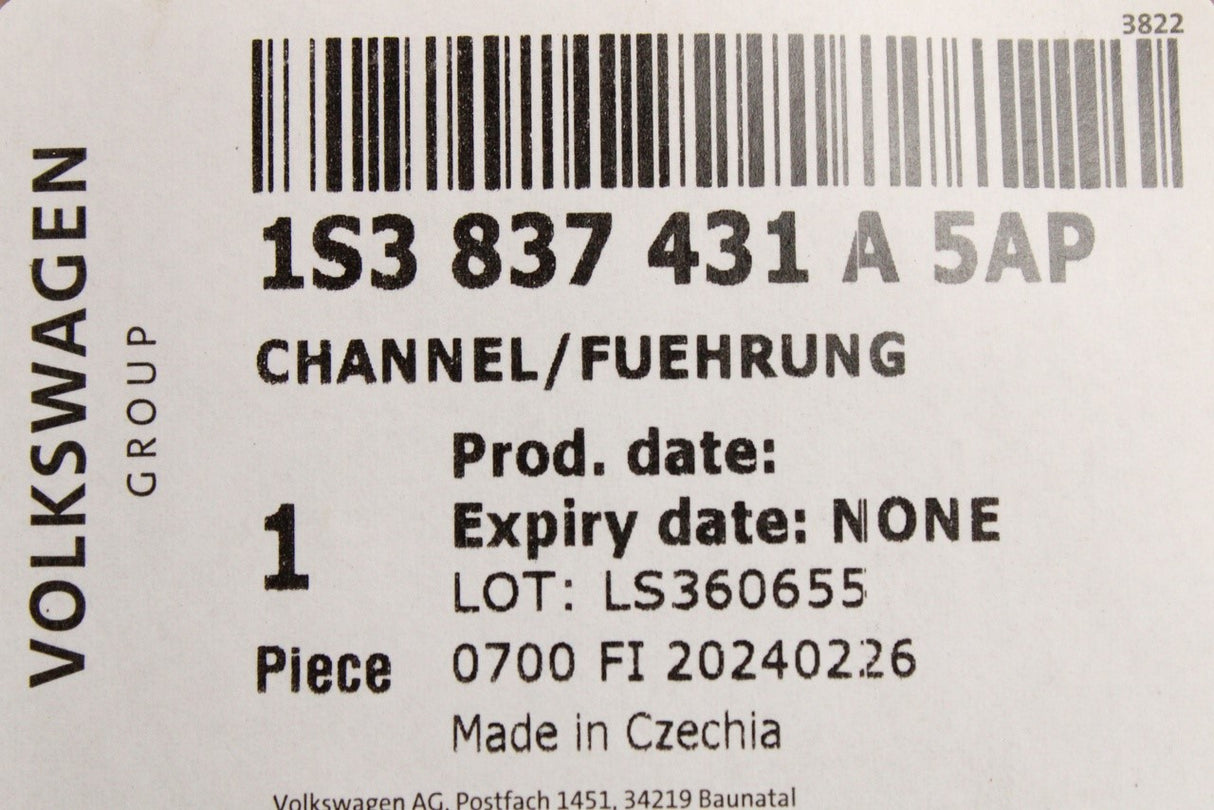 3822
VOLKSWAGEN
GROUP
1S3 837 431 A 5AP
CHANNEL/FUEHRUNG
Prod. date:
Expiry date: NONE
LOT: LS360655
1
Piece
0700 FI 20240226
Made in Czechia
Volkswagen AG, Postfach 1451, 34219 Baunatal